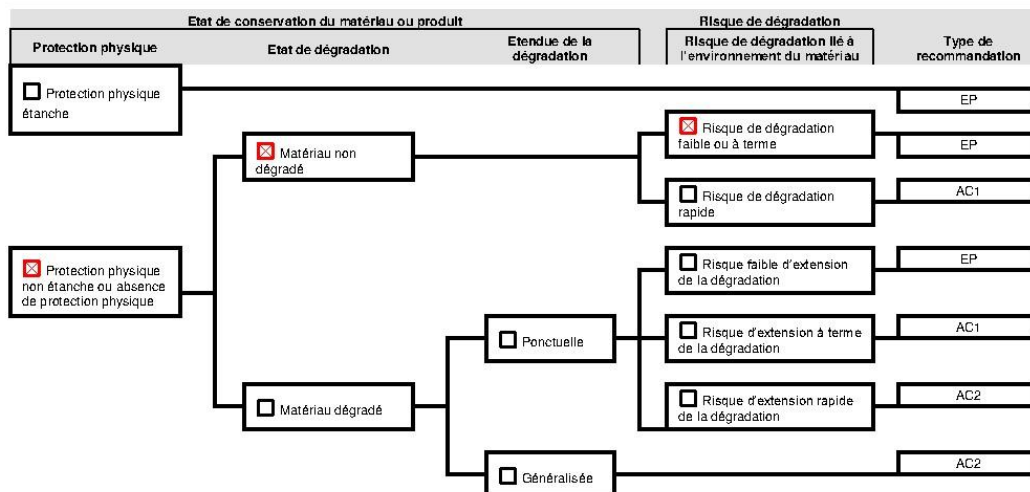 Etat de conservation du matériau ou produit
Risque de dégradation
Protection physique
Etat de dégradation
Etendue de la
dégradation
Risque de dégradation lié à
l'environnement du matériau
Type de
recommandation
Protection physique
étanche
EP
Matériau non
dégradé
Risque de dégradation
faible ou à terme
EP
Risque de dégradation
rapide
AC1
Protection physique
non étanche ou absence
de protection physique
Risque faible d'extension
de la dégradation
EP
Ponctuelle
Risque d'extension à terme
de la dégradation
AC1
Matériau dégradé
Risque d'extension rapide
de la dégradation
AC2
Généralisée
AC2